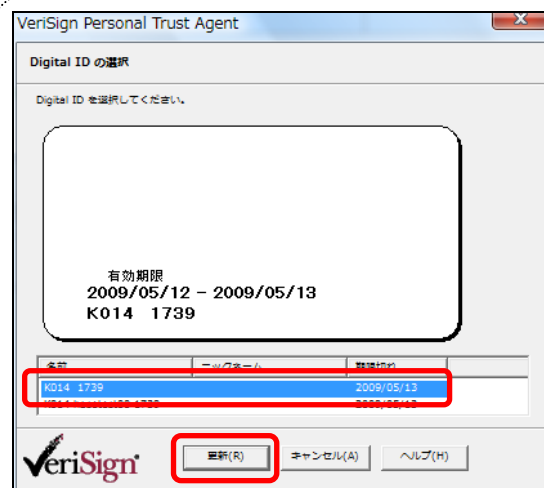 VeriSign Personal Trust Agent
Digital ID の選択
Digital ID を選択してください。
有効期限
2009/05/12 - 2009/05/13
K014 1739
名前 ニックネーム 期限切れ
K014 1739 2009/05/13
VeriSign 更新(R) キャンセル(A) ヘルプ(H)